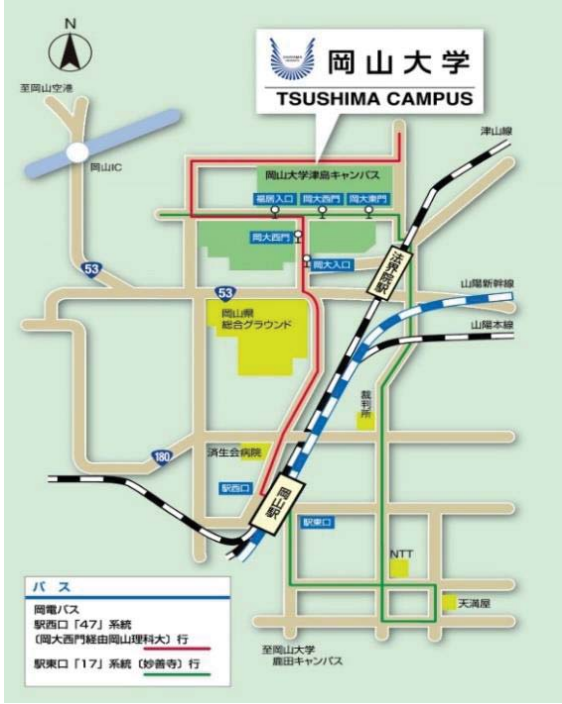 N
岡山大学
TSUSHIMA CAMPUS
至岡山空港
津山線
岡山IC
岡山大学津島キャンパス
福居入口
岡大西門
岡大東門
岡大西門
岡大入口
法界院駅
53
53
山陽新幹線
岡山県
総合グラウンド
山陽本線
裁判所
180
済生会病院
駅西口
岡山駅
駅東口
NTT
天満屋
バス
岡電バス
駅西口「47」系統
(岡大西門経由岡山理科大)行
駅東口「17」系統(妙善寺)行
至岡山大学
鹿田キャンパス